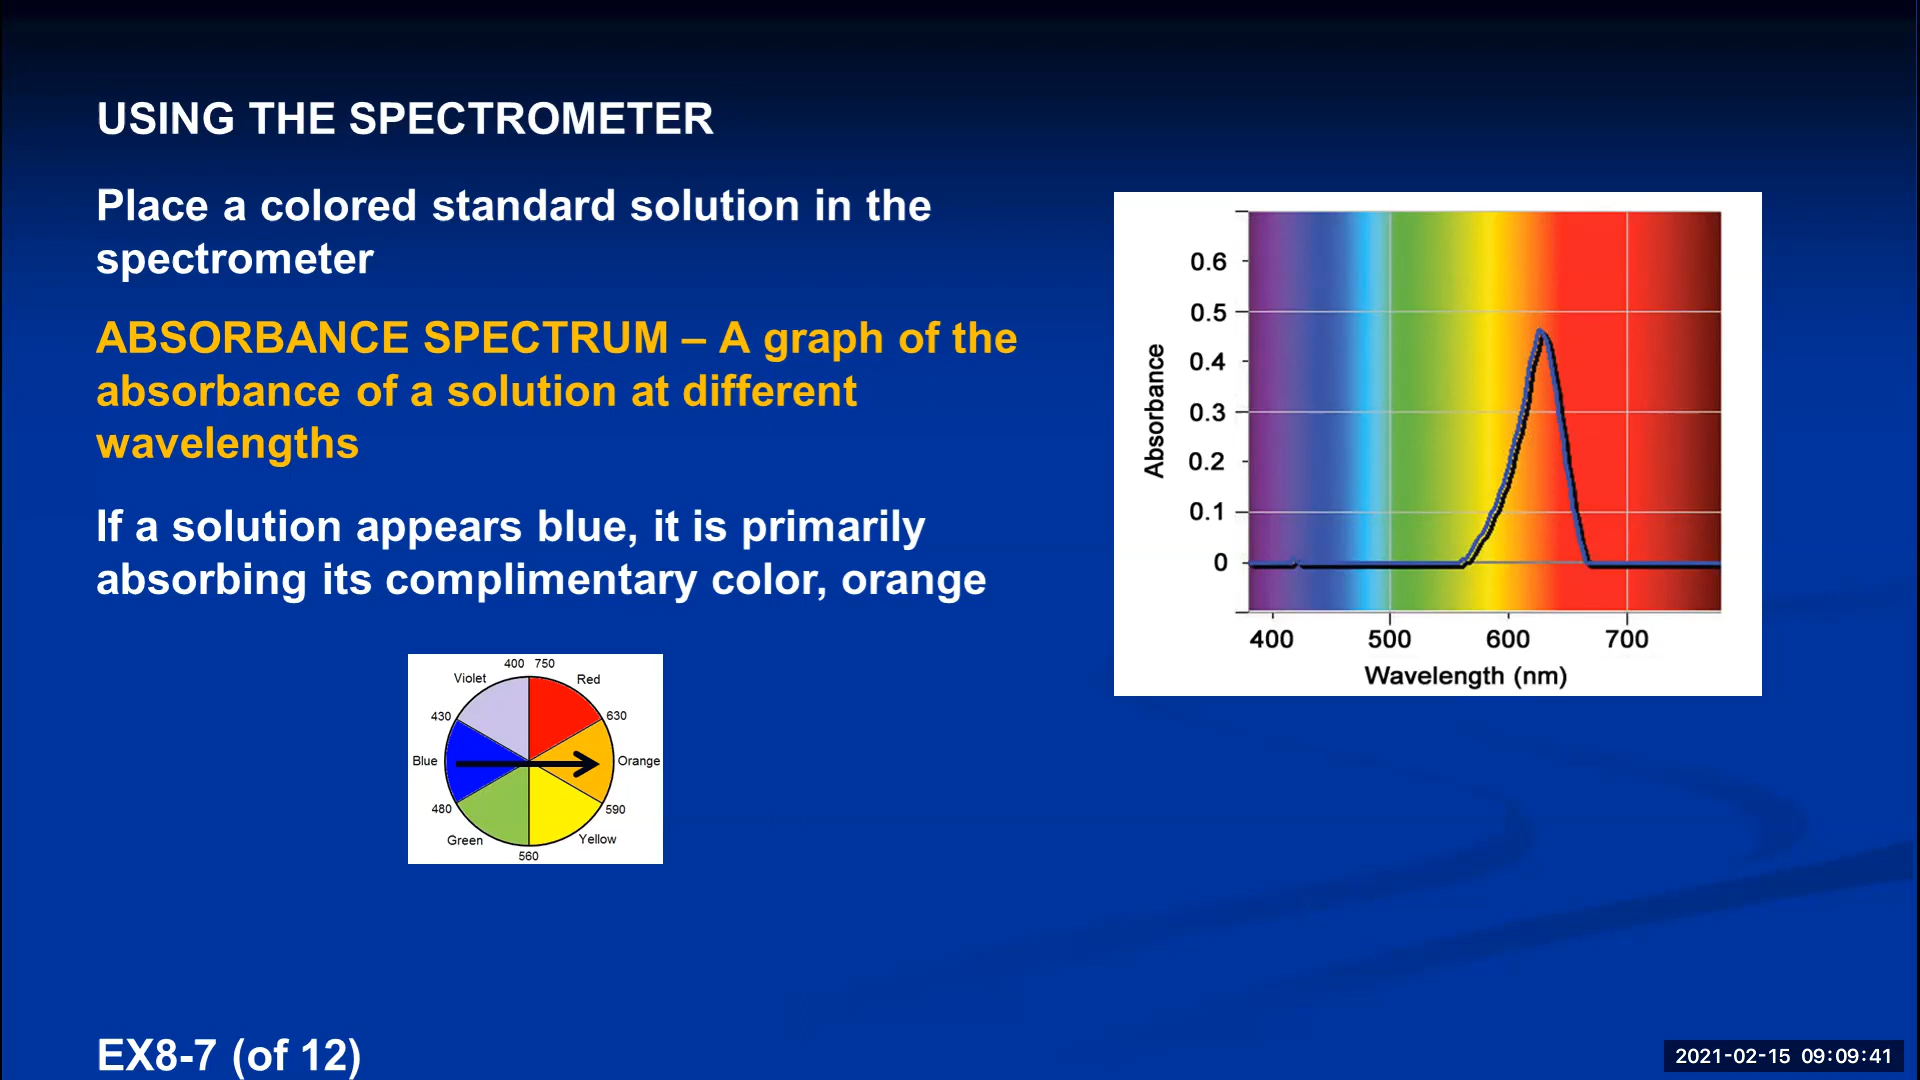 USING THE SPECTROMETER
Place a colored standard solution in the
spectrometer
ABSORBANCE SPECTRUM – A graph of the
absorbance of a solution at different
wavelengths
If a solution appears blue, it is primarily
absorbing its complimentary color, orange
400 750
Violet Red
430 630
Blue Orange
480 590
Green Yellow
560
0.6
0.5
0.4
0.3
0.2
0.1
0
Absorbance
400 500 600 700
Wavelength (nm)
EX8-7 (of 12)
2021-02-15 09:09:41